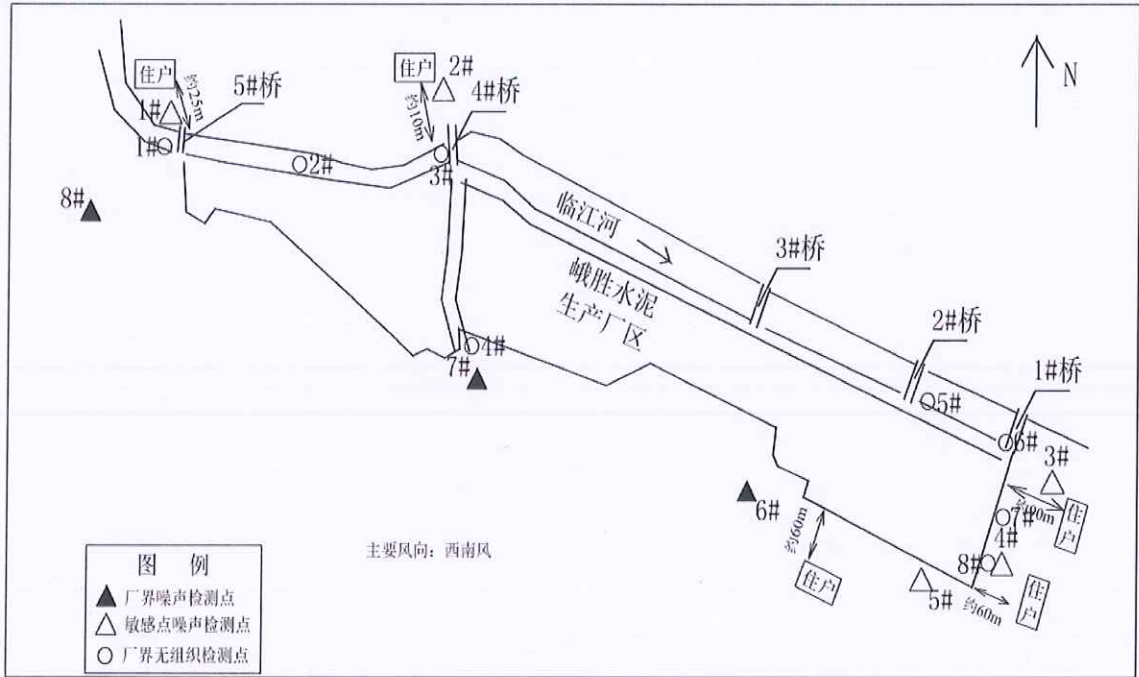 住户
约25m
5#桥
1#
1#
2#
8#
住户
2#
约10m
4#桥
3#
N
临江河
峨胜水泥
生产厂区
3#桥
2#桥
1#桥
4#
7#
5#
6#
3#
约90m
住户
7#
4#
8#
6#
约60m
住户
5#
约60m
住户
主要风向：西南风
图 例
厂界噪声检测点
敏感点噪声检测点
厂界无组织检测点